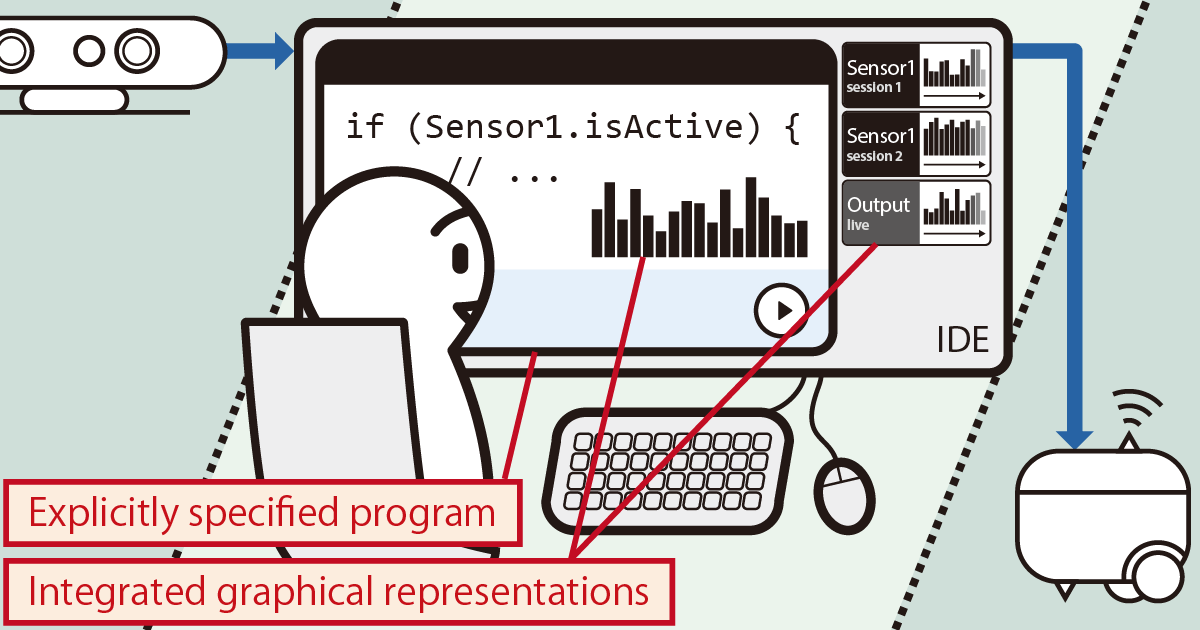 if (Sensor1.isActive) {
// ...
Sensor1
session 1
Sensor1
session 2
Output
live
IDE
Explicitly specified program
Integrated graphical representations